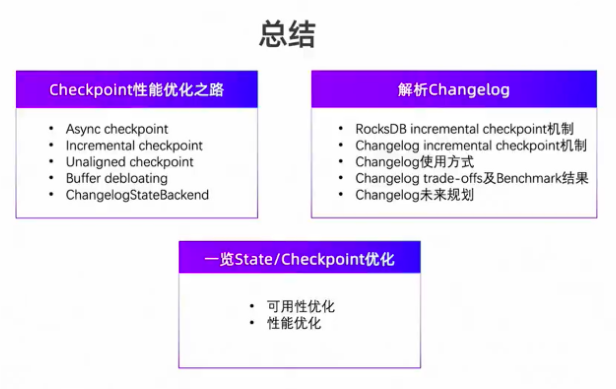 总结
Checkpoint性能优化之路
• Async checkpoint
• Incremental checkpoint
• Unaligned checkpoint
• Buffer debloating
• ChangelogStateBackend
解析Changelog
• RocksDB incremental checkpoint机制
• Changelog incremental checkpoint机制
• Changelog使用方式
• Changelog trade-offs及Benchmark结果
• Changelog未来规划
一览State/Checkpoint优化
• 可用性优化
• 性能优化